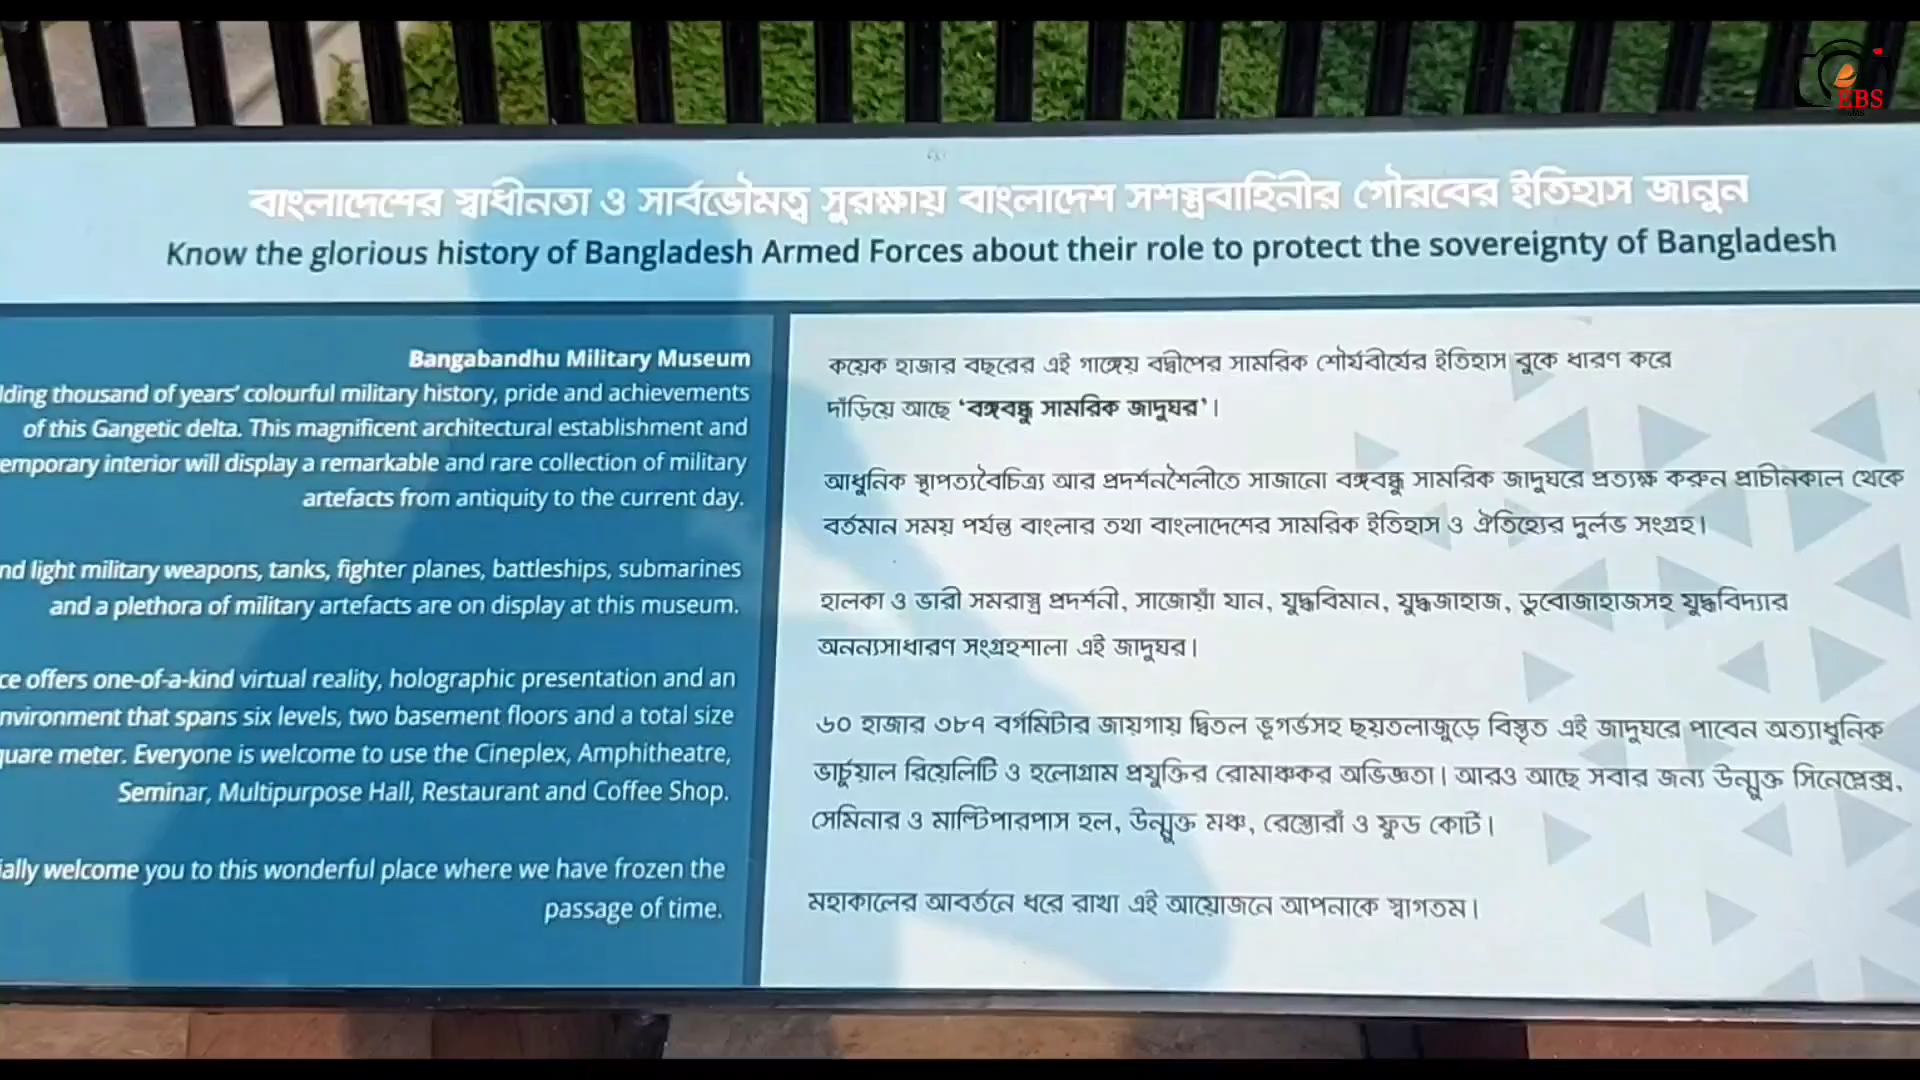 বাংলাদেশের স্বাধীনতা ও সার্বভৌমত্ব সুরক্ষায় বাংলাদেশ সশস্ত্রবাহিনীর গৌরবের ইতিহাস জানুন
Know the glorious history of Bangladesh Armed Forces about their role to protect the sovereignty of Bangladesh
Bangabandhu Military Museum
thousand of years' colourful military history, pride and achievements
of this Gangetic delta. This magnificent architectural establishment and
interior will display a remarkable and rare collection of military
artefacts from antiquity to the current day.
light military weapons, tanks, fighter planes, battleships, submarines
and a plethora of military artefacts are on display at this museum.
offers one-of-a-kind virtual reality, holographic presentation and an
that spans six levels, two basement floors and a total size
meter. Everyone is welcome to use the Cineplex, Amphitheatre,
Seminar, Multipurpose Hall, Restaurant and Coffee Shop.
welcome you to this wonderful place where we have frozen the
passage of time.
কয়েক হাজার বছরের এই গাঙ্গেয় বদ্বীপের সামরিক শৌর্যবীর্যের ইতিহাস বুকে ধারণ করে
দাঁড়িয়ে আছে ‘বঙ্গবন্ধু সামরিক জাদুঘর’।
আধুনিক স্থাপত্যবৈচিত্র্য আর প্রদর্শনশৈলীতে সাজানো বঙ্গবন্ধু সামরিক জাদুঘরে প্রত্যক্ষ করুন প্রাচীনকাল থেকে
বর্তমান সময় পর্যন্ত বাংলার তথা বাংলাদেশের সামরিক ইতিহাস ও ঐতিহ্যের দুর্লভ সংগ্রহ।
হালকা ও ভারী সমরাস্ত্র প্রদর্শনী, সাজোয়াঁ যান, যুদ্ধবিমান, যুদ্ধজাহাজ, ডুবোজাহাজসহ যুদ্ধবিদ্যার
অনন্যসাধারণ সংগ্রহশালা এই জাদুঘর।
৬০ হাজার ৩৮৭ বর্গমিটার জায়গায় দ্বিতল ভূগর্ভসহ ছয়তলাজুড়ে বিস্তৃত এই জাদুঘরে পাবেন অত্যাধুনিক
ভার্চুয়াল রিয়েলিটি ও হলোগ্রাম প্রযুক্তির রোমাঞ্চকর অভিজ্ঞতা। আরও আছে সবার জন্য উন্মুক্ত সিনেপ্লেক্স,
সেমিনার ও মাল্টিপারপাস হল, উন্মুক্ত মঞ্চ, রেস্তোরাঁ ও ফুড কোর্ট।
মহাকালের আবর্তনে ধরে রাখা এই আয়োজনে আপনাকে স্বাগতম।
EBS